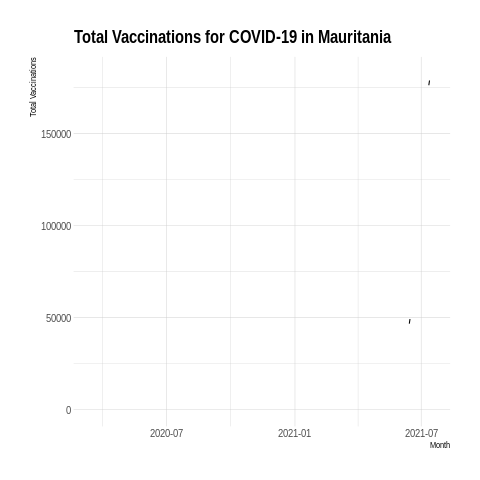 Total Vaccinations for COVID-19 in Mauritania
Total Vaccinations
150000
100000
50000
0
2020-07 2021-01 2021-07
Month